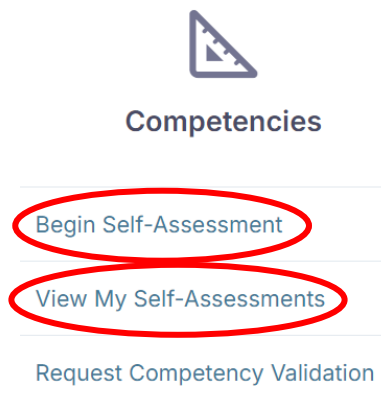 Competencies
Begin Self-Assessment
View My Self-Assessments
Request Competency Validation